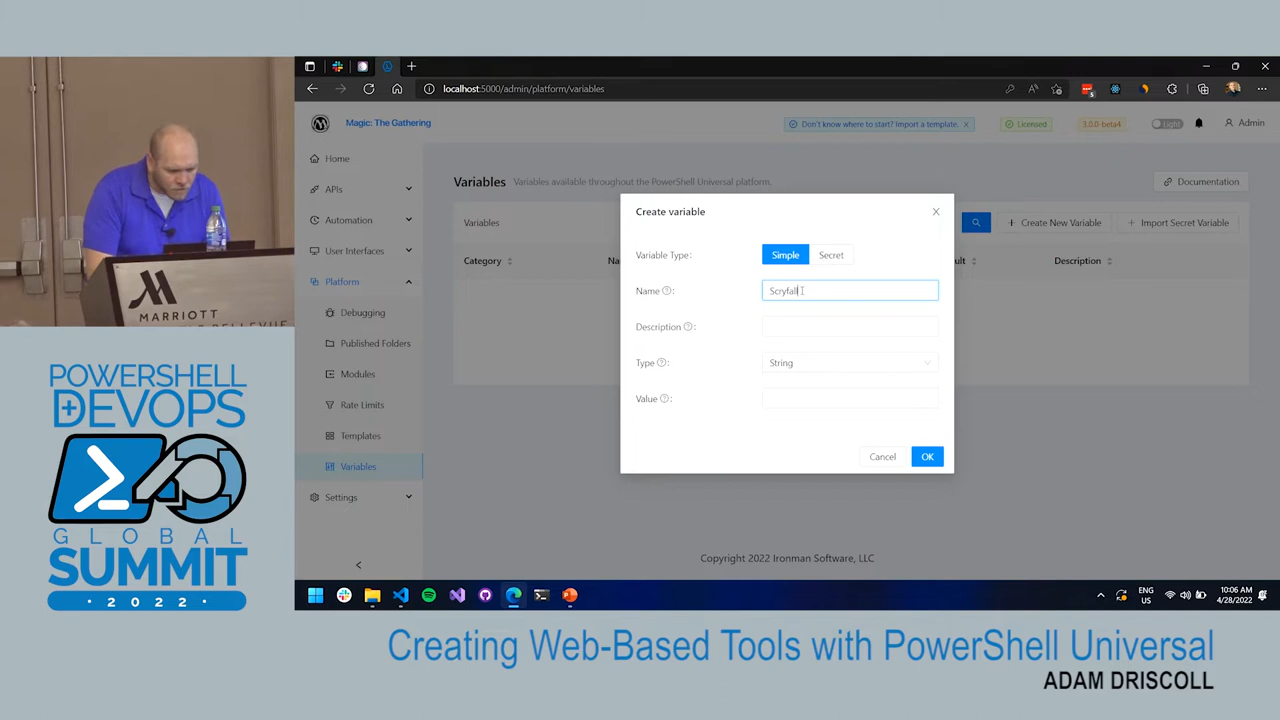 localhost:5000/admin/platform/variables
Magic: The Gathering
Don't know where to start? Import a template.
Licensed
3.0.0-beta4
Light
Admin
Home
APIs
Automation
User Interfaces
Platform
Debugging
Published Folders
Modules
Rate Limits
Templates
Variables
Settings
Variables
Variables available throughout the PowerShell Universal platform.
Documentation
Variables
Create New Variable
Import Secret Variable
Category
Na
ult
Description
Create variable
Variable Type:
Simple
Secret
Name ? :
Scryfall
Description ? :
Type ? :
String
Value ? :
Cancel
OK
Copyright 2022 Ironman Software, LLC
ENG
US
10:06 AM
4/28/2022
MARRIOTT
BELLEVUE
POWERSHELL
+DEVOPS
GLOBAL
SUMMIT
· 2022 ·
Creating Web-Based Tools with PowerShell Universal
ADAM DRISCOLL